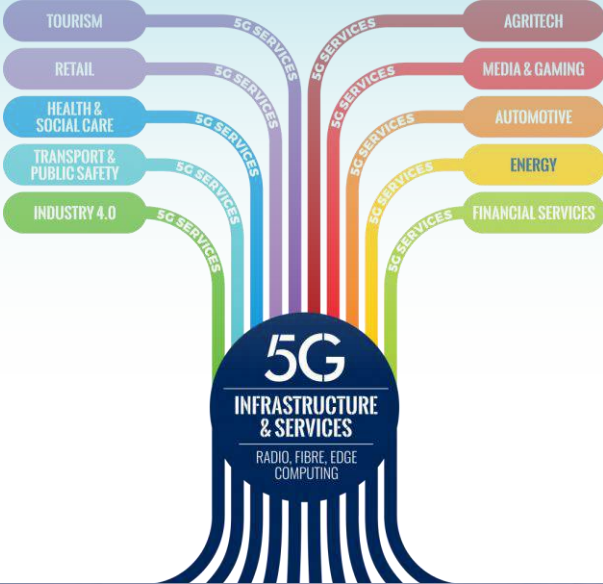 TOURISM
5G SERVICES
RETAIL
5G SERVICES
HEALTH &
SOCIAL CARE
5G SERVICES
TRANSPORT &
PUBLIC SAFETY
5G SERVICES
INDUSTRY 4.0
5G SERVICES
AGRITECH
5G SERVICES
MEDIA & GAMING
5G SERVICES
AUTOMOTIVE
5G SERVICES
ENERGY
5G SERVICES
FINANCIAL SERVICES
5G SERVICES
5G
INFRASTRUCTURE
& SERVICES
RADIO, FIBRE, EDGE
COMPUTING